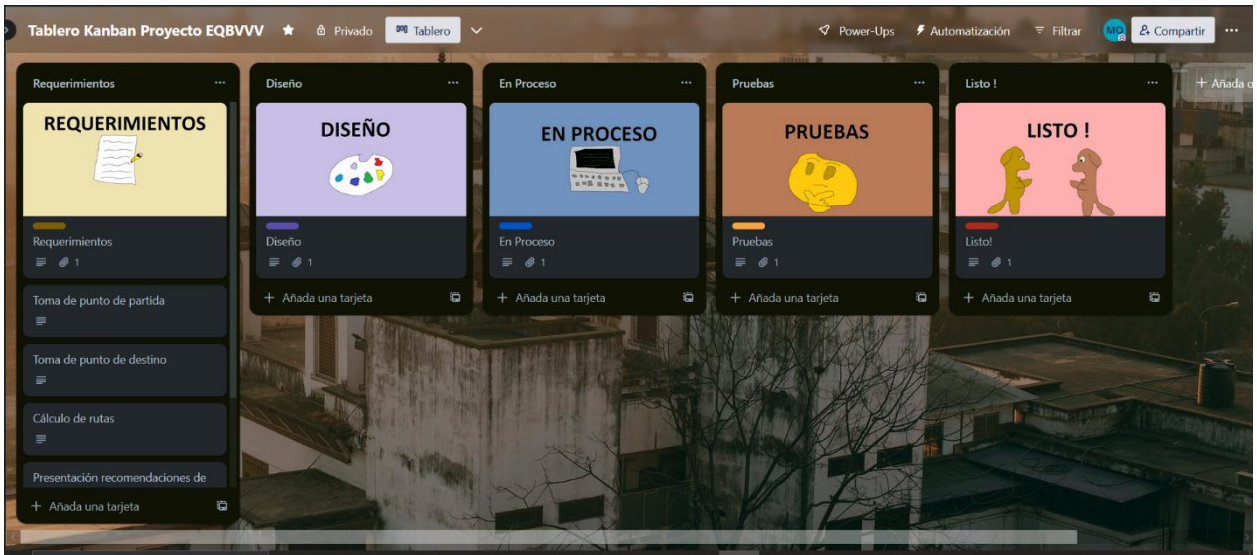 Tablero Kanban Proyecto EQBVVV
Privado
Tablero
Power-Ups
Automatización
Filtrar
MO
Compartir
Requerimientos
REQUERIMIENTOS
Requerimientos
1
Toma de punto de partida
Toma de punto de destino
Cálculo de rutas
Presentación recomendaciones de
+ Añada una tarjeta
Diseño
DISEÑO
Diseño
1
+ Añada una tarjeta
En Proceso
EN PROCESO
En Proceso
1
+ Añada una tarjeta
Pruebas
PRUEBAS
Pruebas
1
+ Añada una tarjeta
Listo !
LISTO !
Listo!
1
+ Añada una tarjeta
+ Añada o